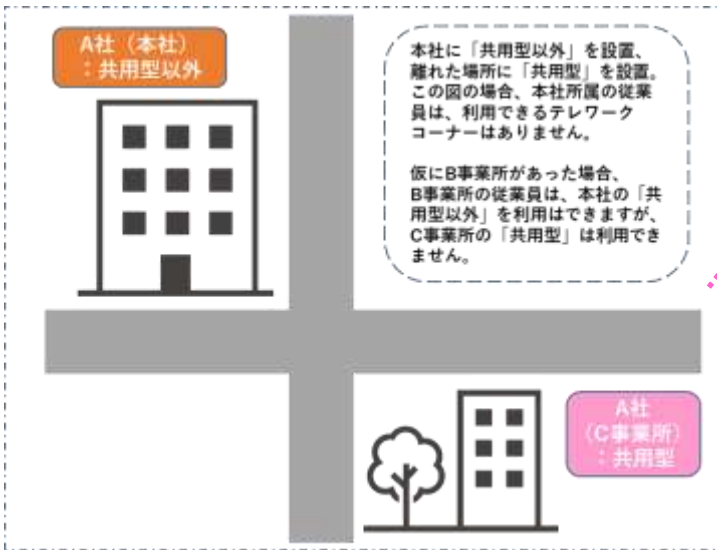 A社（本社）
：共用型以外
本社に「共用型以外」を設置、
離れた場所に「共用型」を設置。
この図の場合、本社所属の従業
員は、利用できるテレワーク
コーナーはありません。
仮にB事業所があった場合、
B事業所の従業員は、本社の「共
用型以外」を利用はできますが、
C事業所の「共用型」は利用でき
ません。
A社
（C事業所）
：共用型